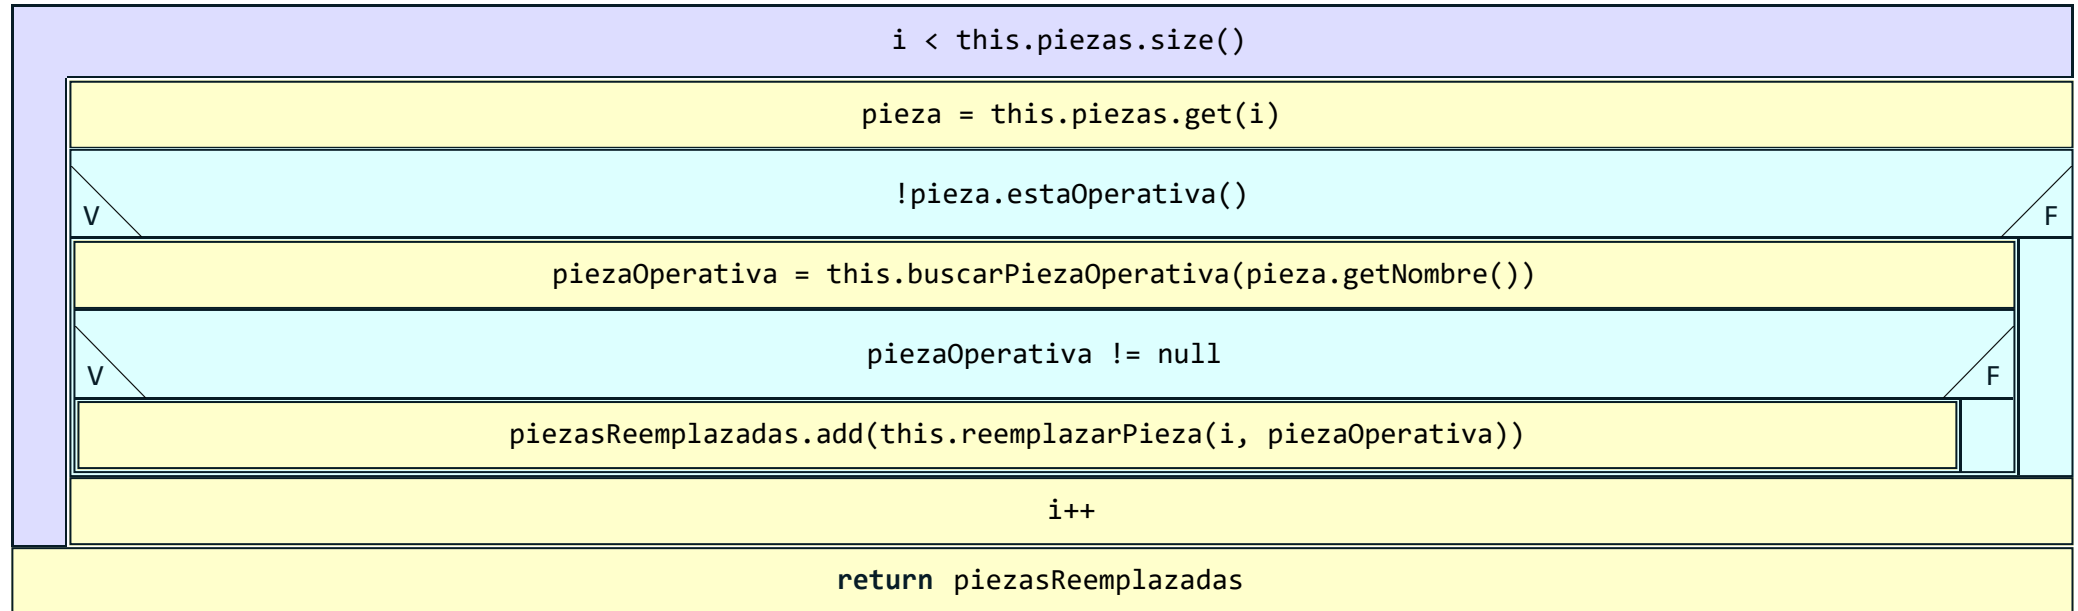 i < this.piezas.size()
pieza = this.piezas.get(i)
!pieza.estaOperativa()
V
F
piezaOperativa = this.buscarPiezaOperativa(pieza.getNombre())
piezaOperativa != null
V
F
piezasReemplazadas.add(this.reemplazarPieza(i, piezaOperativa))
i++
return piezasReemplazadas